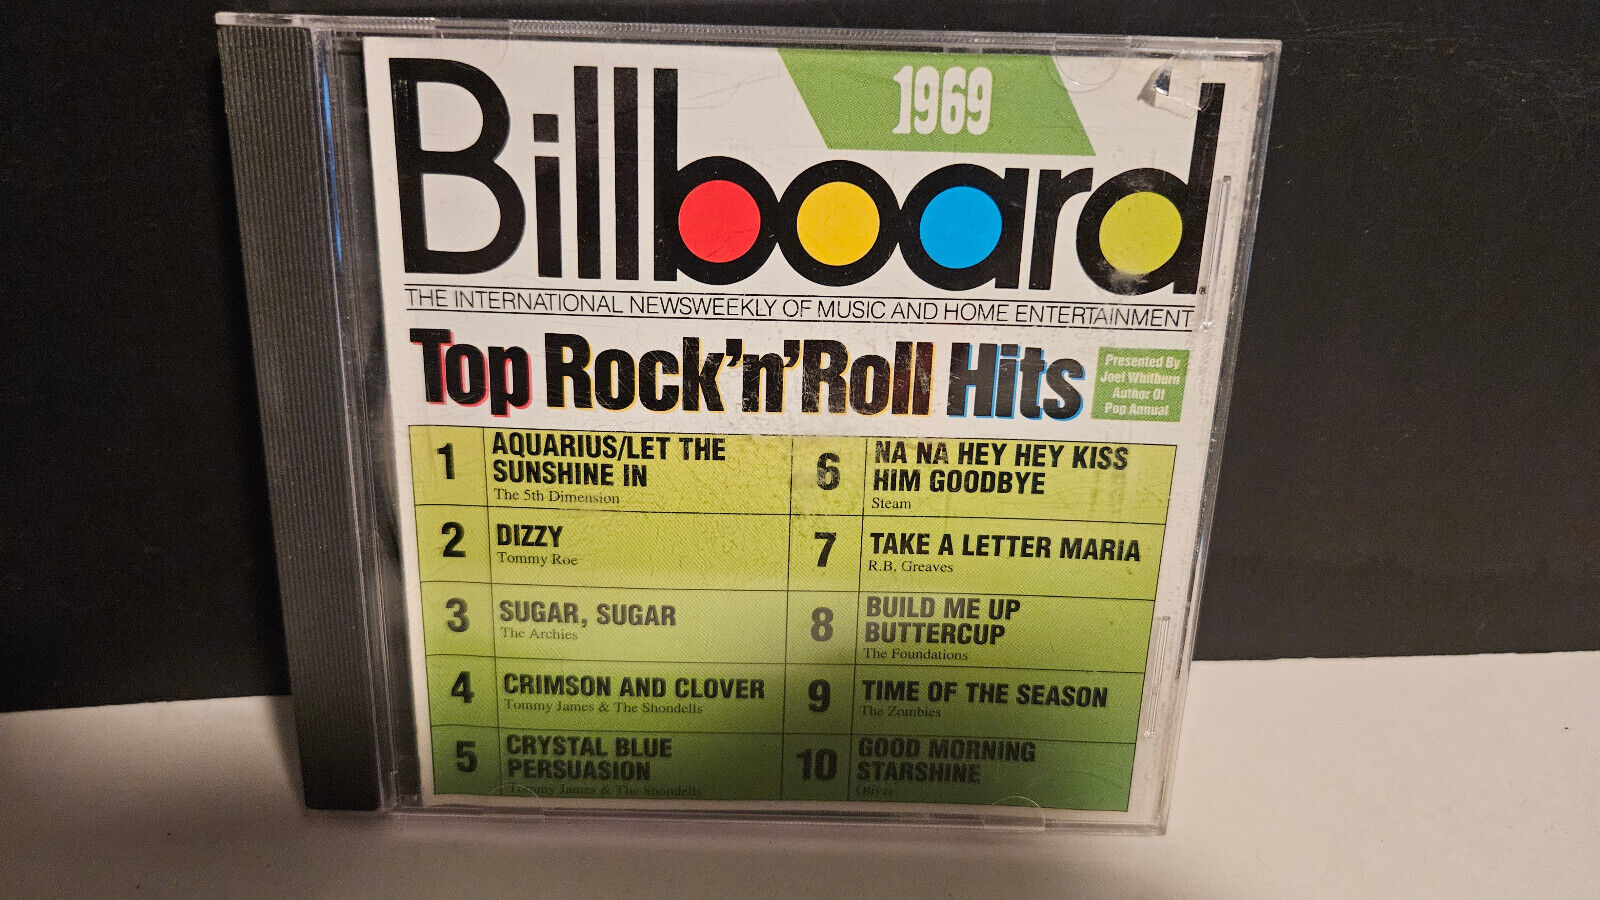 1969
Billboard®
THE INTERNATIONAL NEWSWEEKLY OF MUSIC AND HOME ENTERTAINMENT
Top Rock'n'Roll Hits
Presented By
Joel Whitburn
Author Of
Pop Annual
1
AQUARIUS/LET THE
SUNSHINE IN
The 5th Dimension
2
DIZZY
Tommy Roe
3
SUGAR, SUGAR
The Archies
4
CRIMSON AND CLOVER
Tommy James & The Shondells
5
CRYSTAL BLUE
PERSUASION
Tommy James & The Shondells
6
NA NA HEY HEY KISS
HIM GOODBYE
Steam
7
TAKE A LETTER MARIA
R.B. Greaves
8
BUILD ME UP
BUTTERCUP
The Foundations
9
TIME OF THE SEASON
The Zombies
10
GOOD MORNING
STARSHINE
Oliver